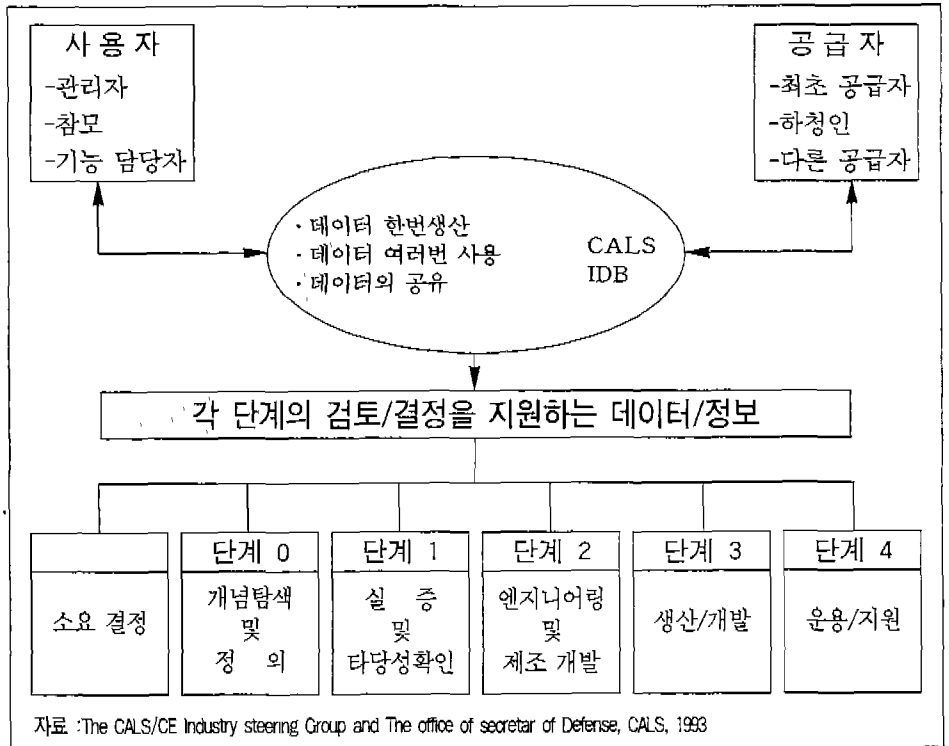 사 용 자
-관리자
-참모
-기능 담당자
공 급 자
-최초 공급자
-하청인
-다른 공급자
· 데이터 한번생산
· 데이터 여러번 사용
· 데이터의 공유
CALS
IDB
각 단계의 검토/결정을 지원하는 데이터/정보
소요 결정
단계 0
개념탐색
및
정 의
단계 1
실 증
및
타당성확인
단계 2
엔지니어링
및
제조 개발
단계 3
생산/개발
단계 4
운용/지원
자료 :The CALS/CE Industry steering Group and The office of secretar of Defense, CALS, 1993